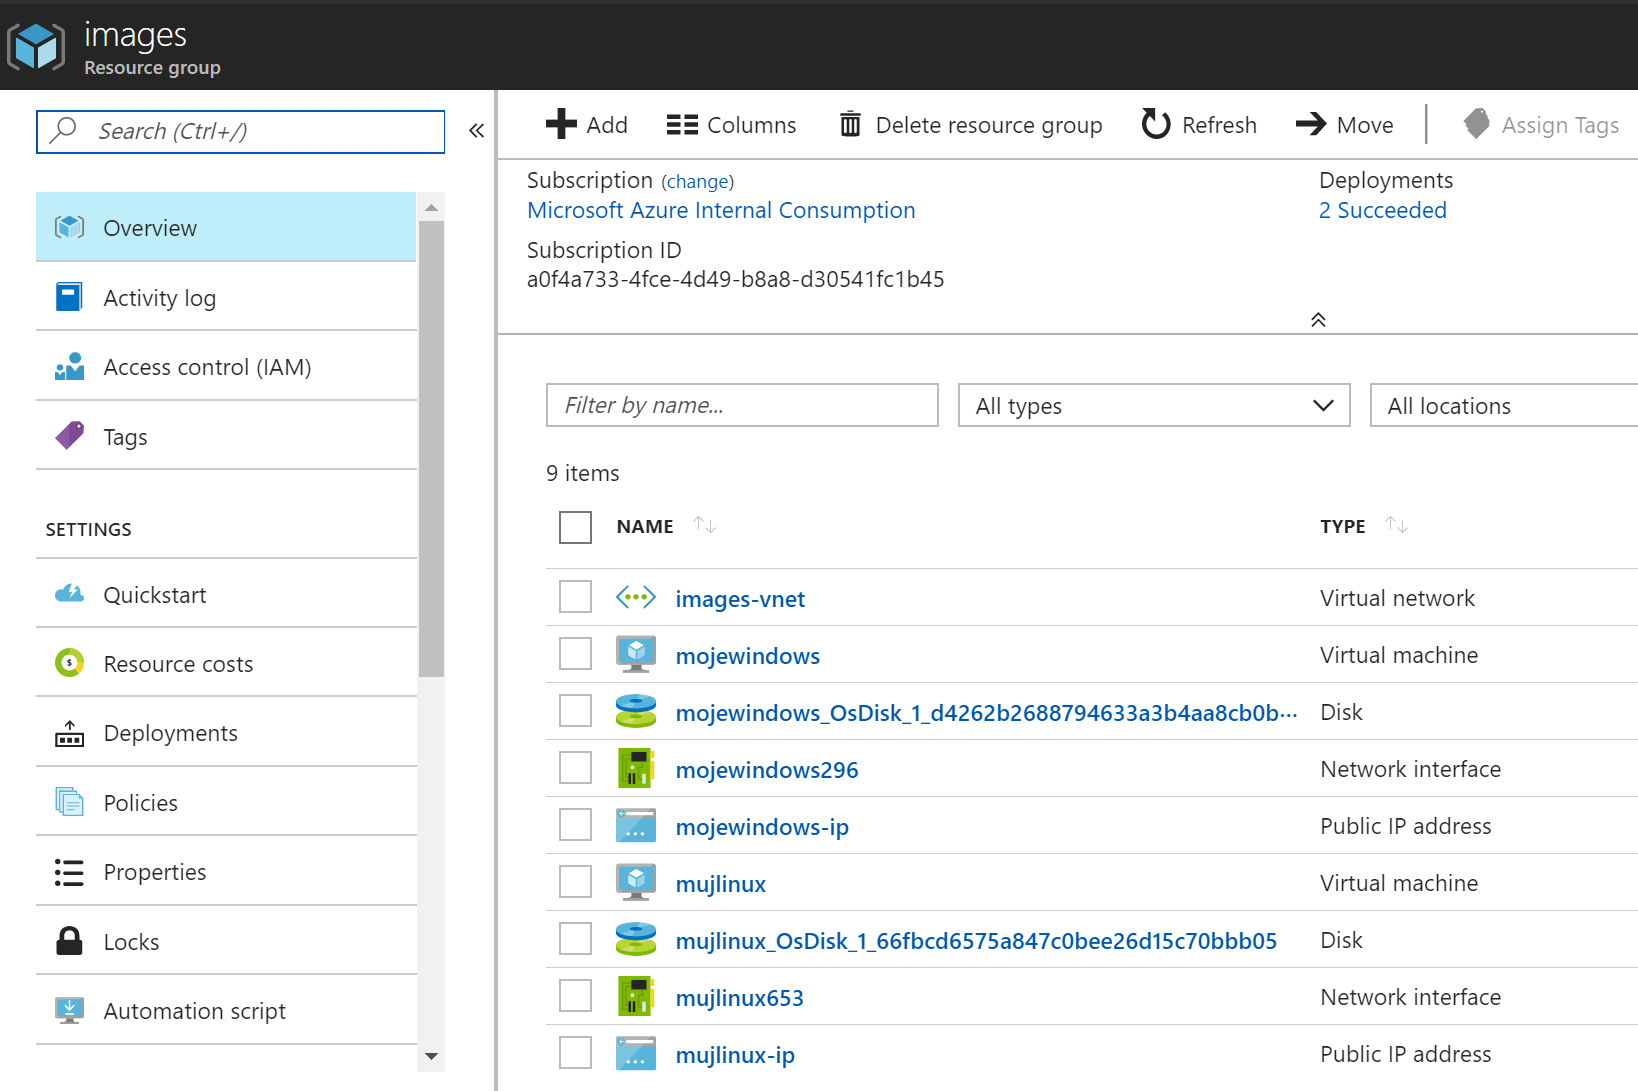 images
Resource group
Search (Ctrl+/)
Overview
Activity log
Access control (IAM)
Tags
SETTINGS
Quickstart
Resource costs
Deployments
Policies
Properties
Locks
Automation script
Add
Columns
Delete resource group
Refresh
Move
Assign Tags
Subscription (change)
Microsoft Azure Internal Consumption
Subscription ID
a0f4a733-4fce-4d49-b8a8-d30541fc1b45
Deployments
2 Succeeded
Filter by name...
All types
All locations
9 items
NAME TYPE
images-vnet Virtual network
mojewindows Virtual machine
mojewindows_OsDisk_1_d4262b2688794633a3b4aa8cb0b··· Disk
mojewindows296 Network interface
mojewindows-ip Public IP address
mujlinux Virtual machine
mujlinux_OsDisk_1_66fbcd6575a847c0bee26d15c70bbb05 Disk
mujlinux653 Network interface
mujlinux-ip Public IP address